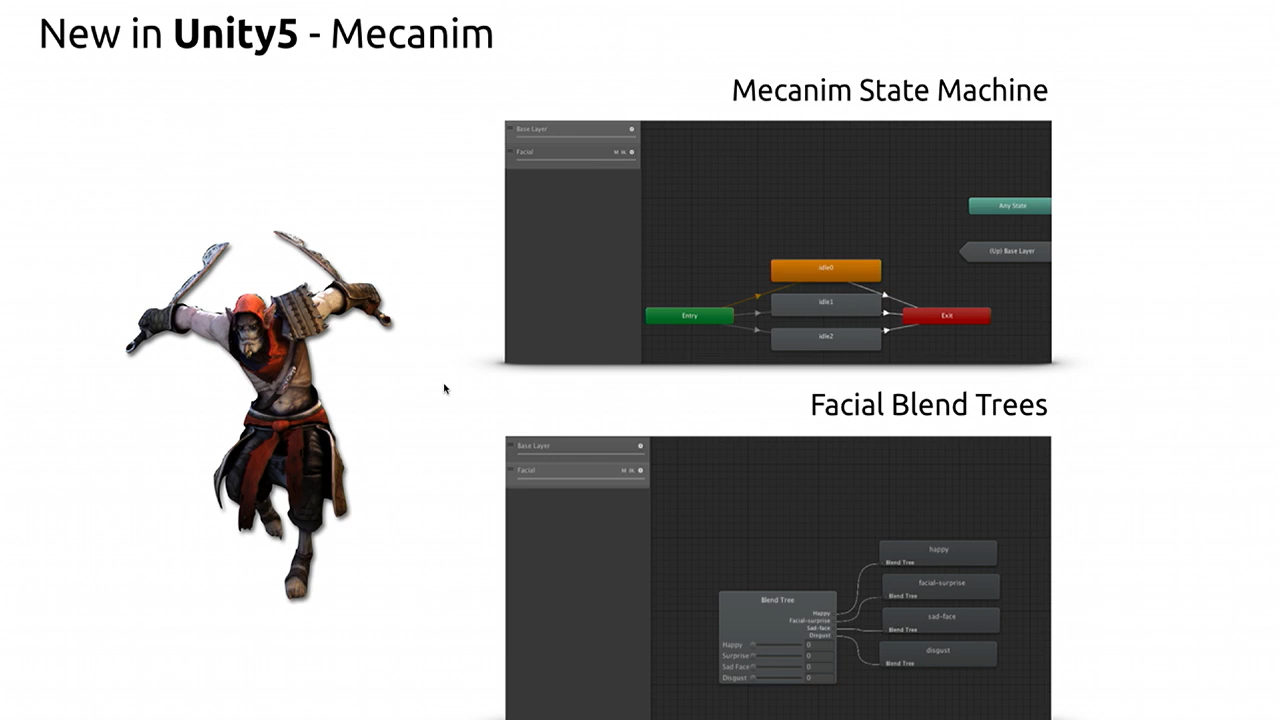 New in Unity5 - Mecanim
Mecanim State Machine
Base Layer
Facial M W.
Any State
(Up) Base Layer
idle0
idle1
Entry
Exit
idle2
Facial Blend Trees
Base Layer
Facial M W.
happy
Blend Tree
facial-surprise
Blend Tree
Blend Tree
Happy
Facial-surprise
Sad-face
Disgust
sad-face
Blend Tree
Happy 0
Surprise 0
Sad Face 0
Disgust 0
disgust
Blend Tree